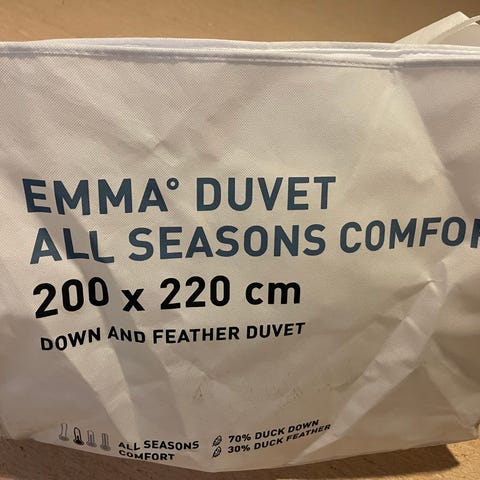 EMMA° DUVET
ALL SEASONS COMFOR
200 x 220 cm
DOWN AND FEATHER DUVET
ALL SEASONS
COMFORT
70% DUCK DOWN
30% DUCK FEATHER